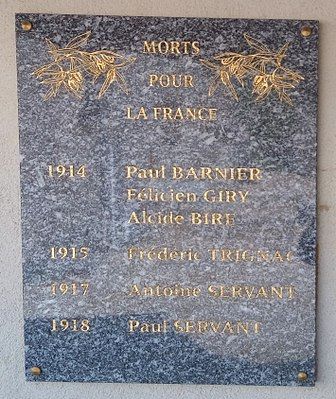 MORTS
POUR
LA FRANCE
1914 Paul BARNIER
Félicien GIRY
Alcide BIRE
1915 Frédéric TRIGNAC
1917 Antoine SERVANT
1918 Paul SERVANT